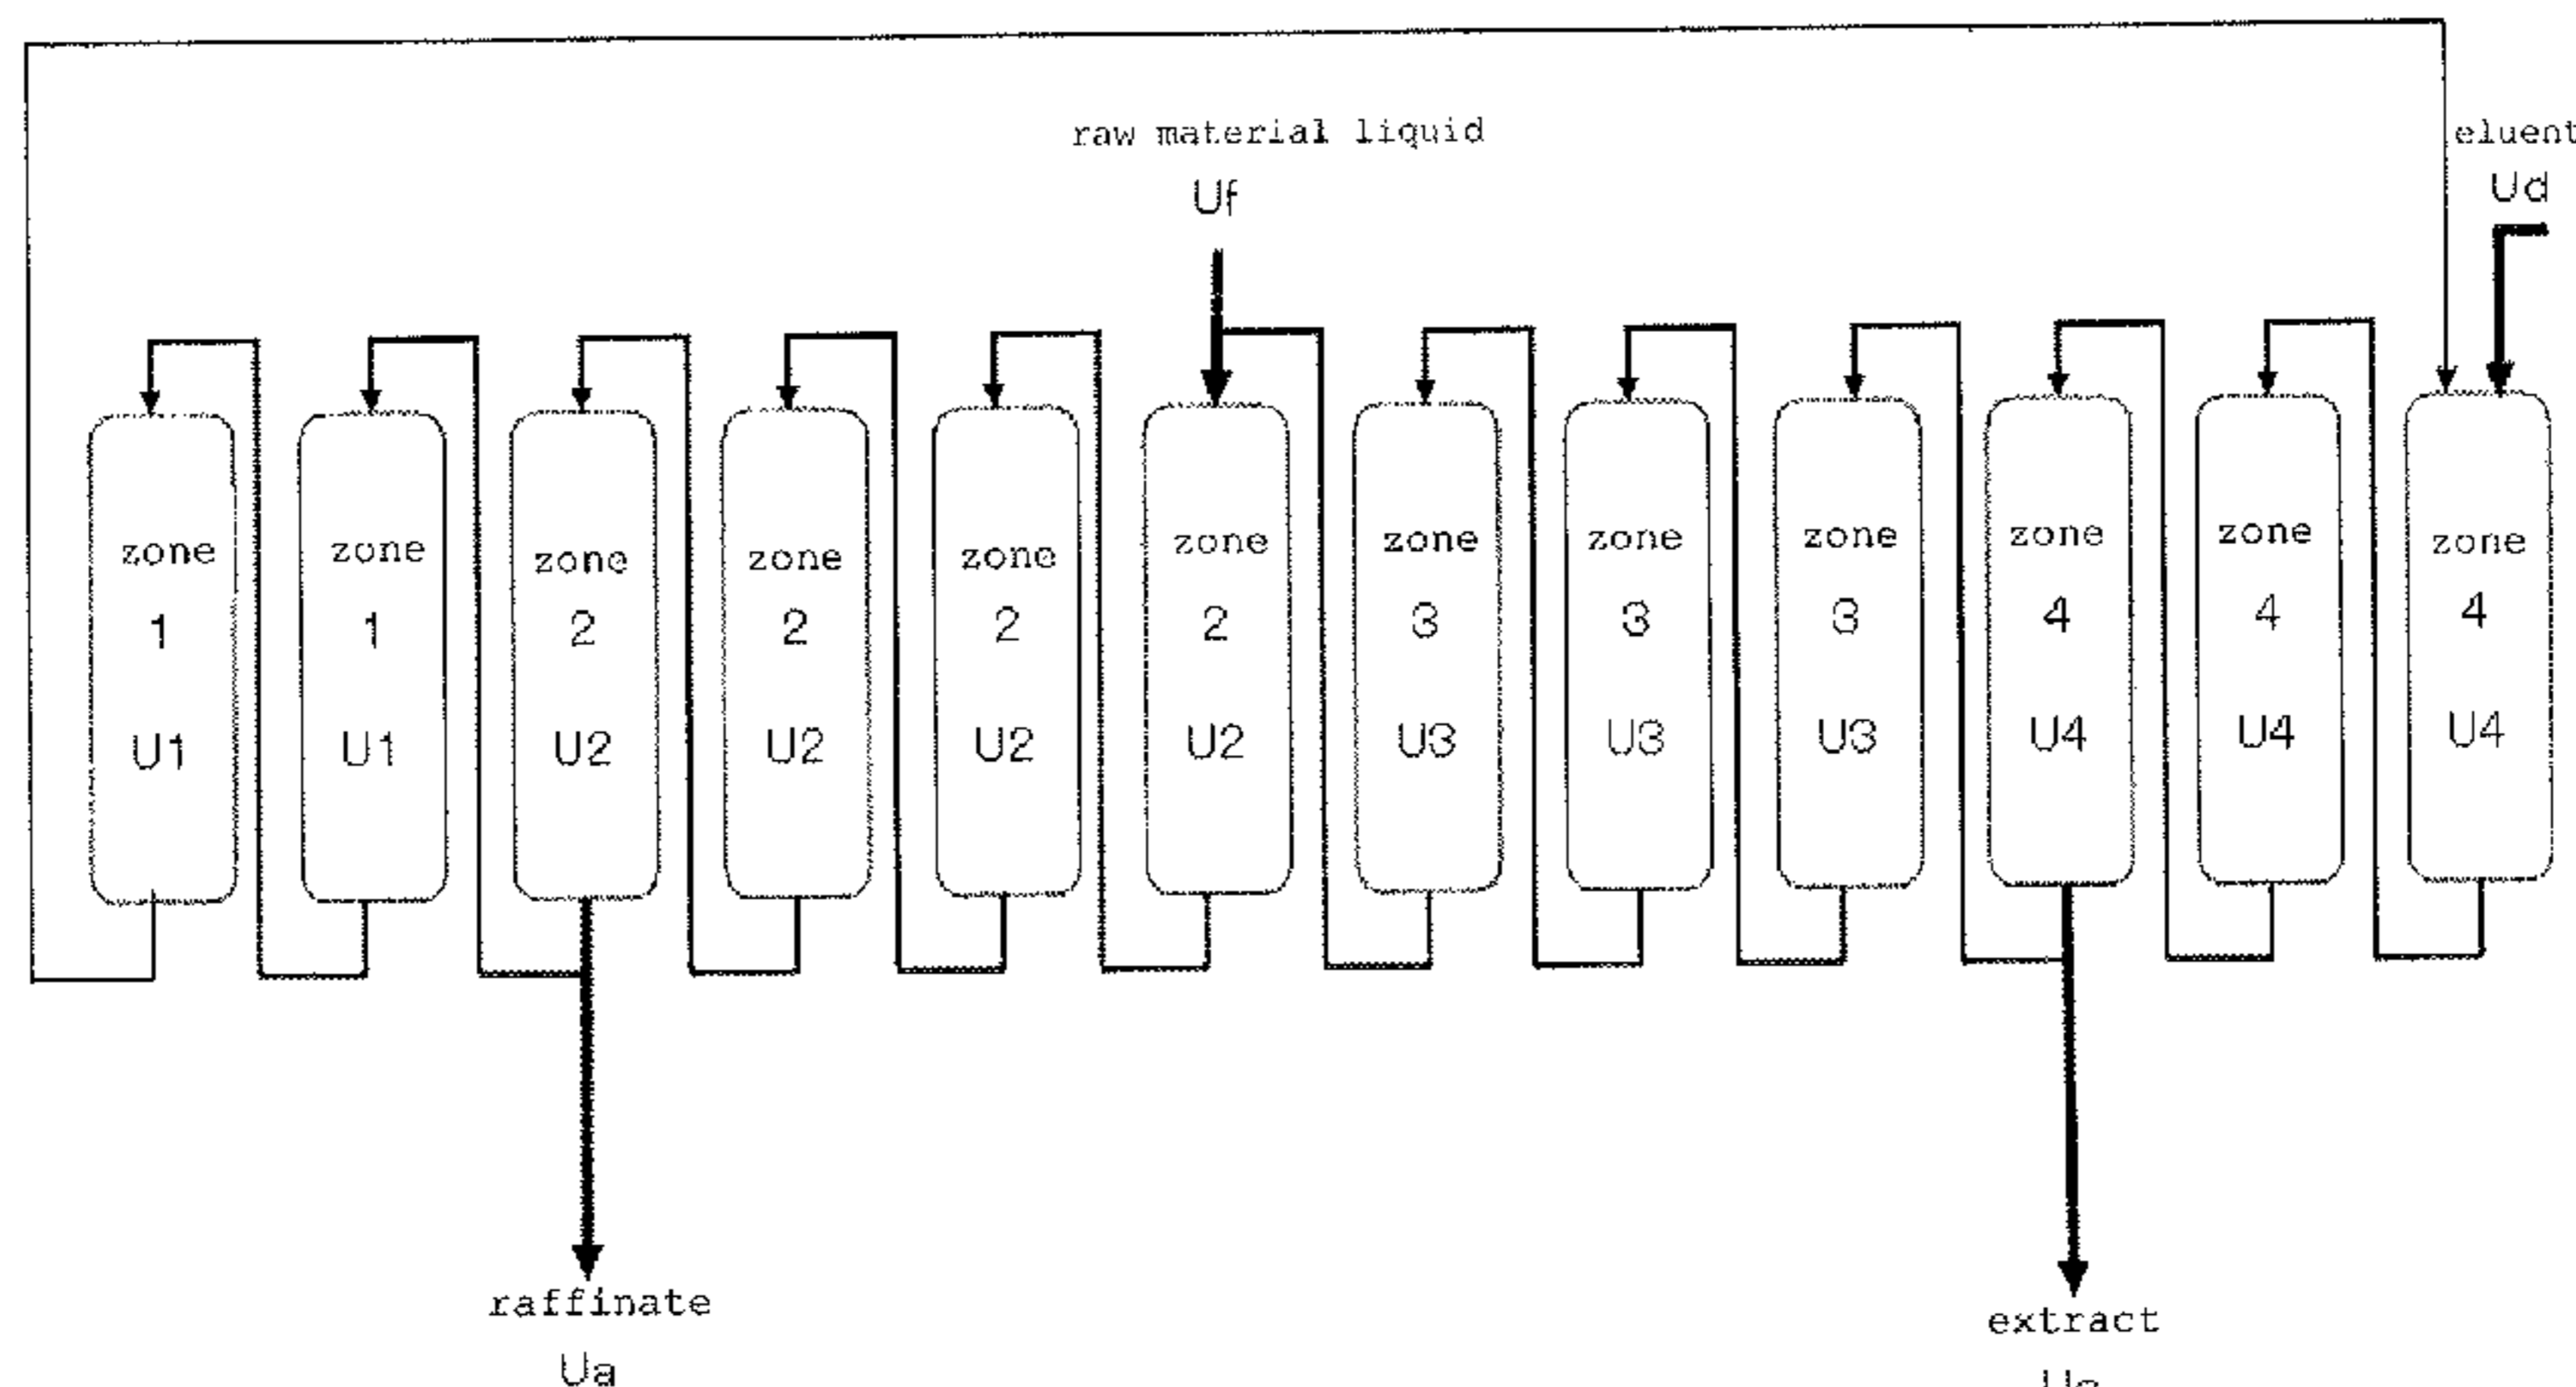 raw material liquid
Uf
eluent
Ud
zone
1
U1
zone
1
U1
zone
2
U2
zone
2
U2
zone
2
U2
zone
2
U2
zone
3
U3
zone
3
U3
zone
3
U3
zone
4
U4
zone
4
U4
zone
4
U4
raffinate
Ua
extract